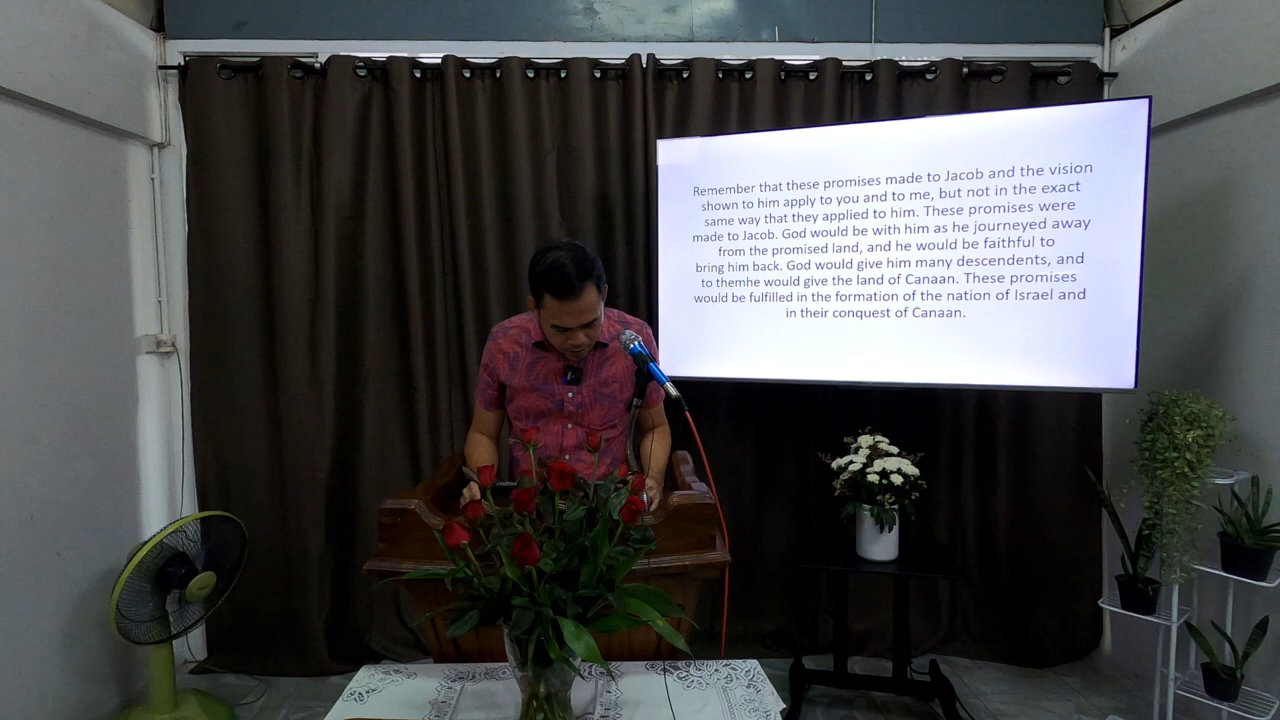 Remember that these promises made to Jacob and the vision
shown to him apply to you and to me, but not in the exact
same way that they applied to him. These promises were
made to Jacob. God would be with him as he journeyed away
from the promised land, and he would be faithful to
bring him back. God would give him many descendents, and
to themhe would give the land of Canaan. These promises
would be fulfilled in the formation of the nation of Israel and
in their conquest of Canaan.